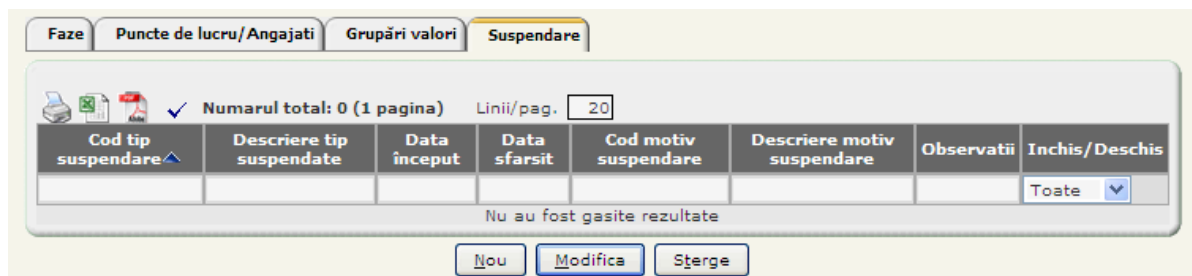 Faze Puncte de lucru/Angajati Grupări valori Suspendare
Numarul total: 0 (1 pagina) Linii/pag. 20
Cod tip suspendare Descriere tip suspendate Data început Data sfarsit Cod motiv suspendare Descriere motiv suspendare Observatii Inchis/Deschis
Toate
Nu au fost gasite rezultate
Nou Modifica Sterge